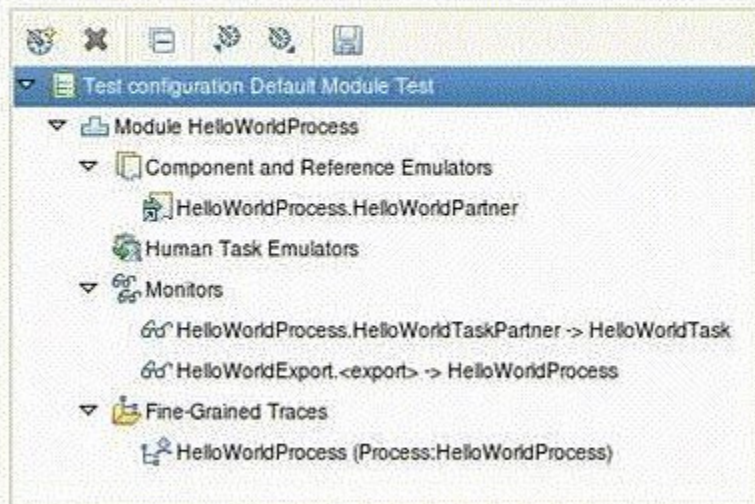 Test configuration Default Module Test
Module HelloWorldProcess
Component and Reference Emulators
HelloWorldProcess.HelloWorldPartner
Human Task Emulators
Monitors
HelloWorldProcess.HelloWorldTaskPartner -> HelloWorldTask
HelloWorldExport.<export> -> HelloWorldProcess
Fine-Grained Traces
HelloWorldProcess (Process:HelloWorldProcess)